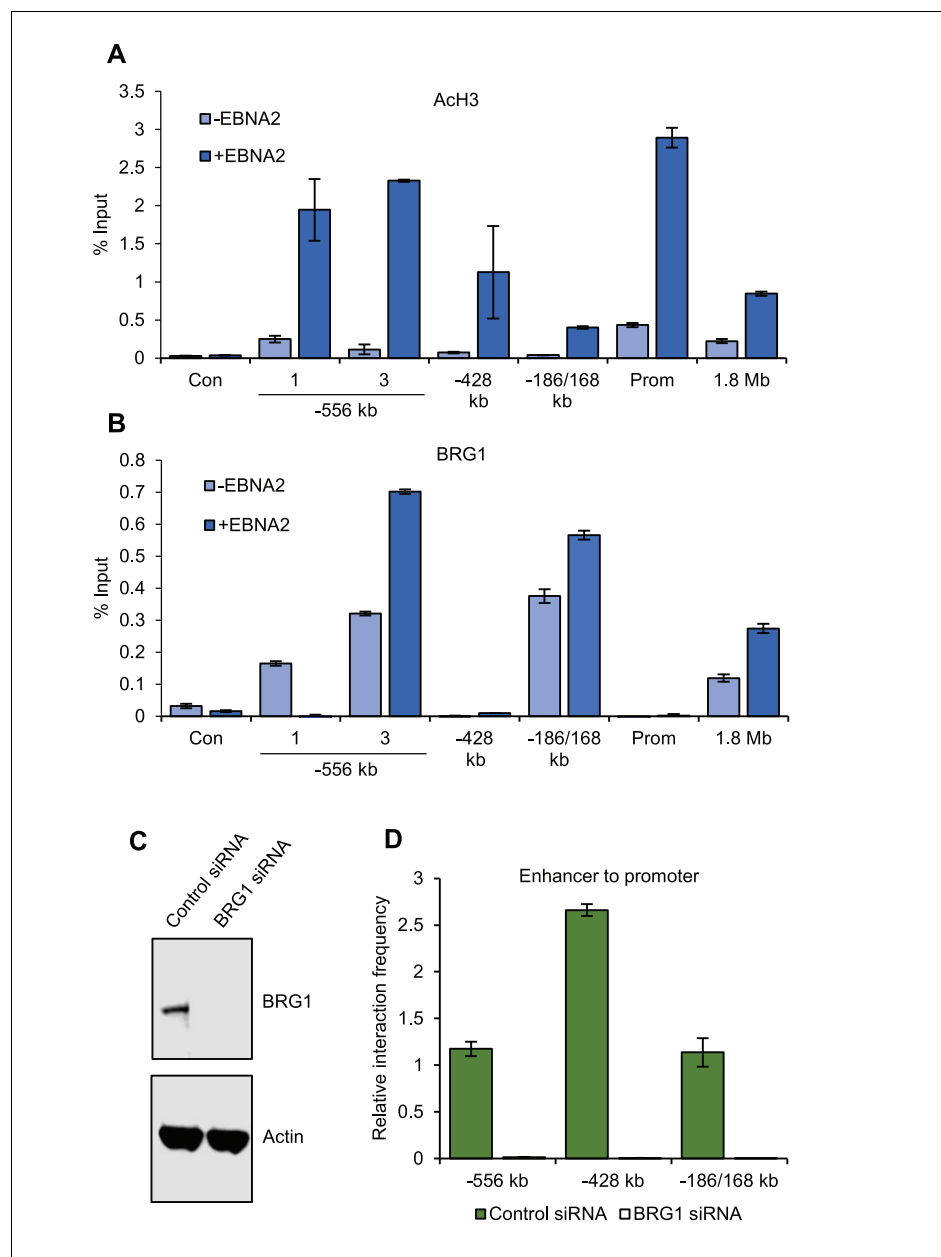 A
AcH3
3.5
3
2.5
2
1.5
1
0.5
0
% Input
-EBNA2
+EBNA2
Con
1
3
-428 kb
-186/168 kb
Prom
1.8 Mb
-556 kb
B
BRG1
0.8
0.7
0.6
0.5
0.4
0.3
0.2
0.1
0
% Input
-EBNA2
+EBNA2
Con
1
3
-428 kb
-186/168 kb
Prom
1.8 Mb
-556 kb
C
Control siRNA
BRG1 siRNA
BRG1
Actin
D
Enhancer to promoter
3
2.5
2
1.5
1
0.5
0
Relative interaction frequency
-556 kb
-428 kb
-186/168 kb
Control siRNA
BRG1 siRNA